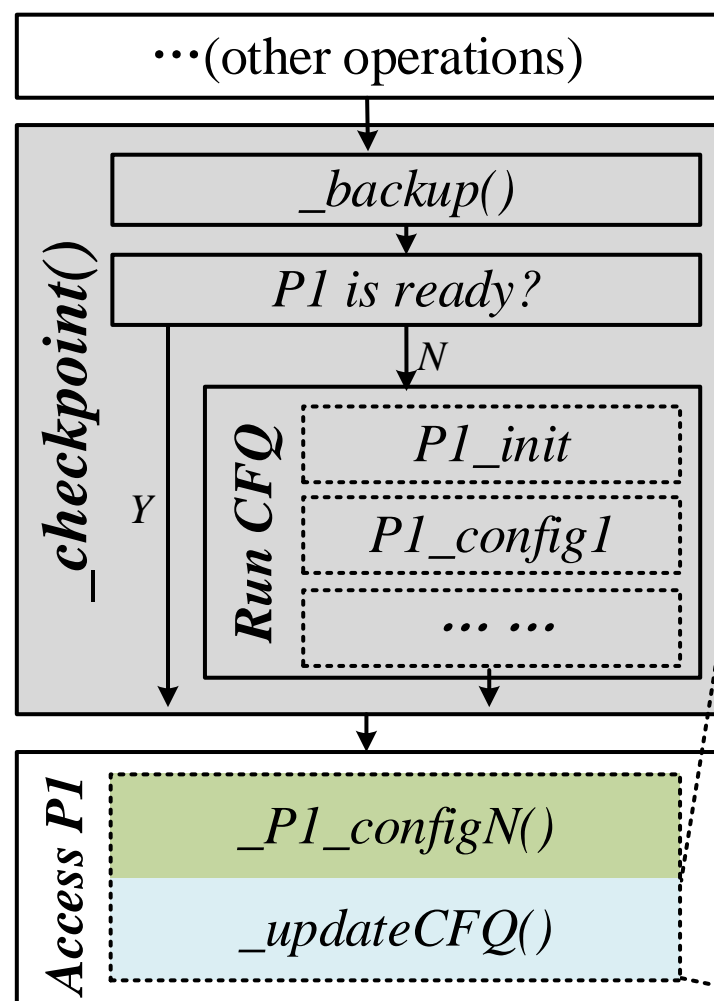 ···(other operations)
_checkpoint()
_backup()
P1 is ready?
Y
N
Run CFQ
P1_init
P1_config1
··· ···
Access P1
_P1_configN()
_updateCFQ()